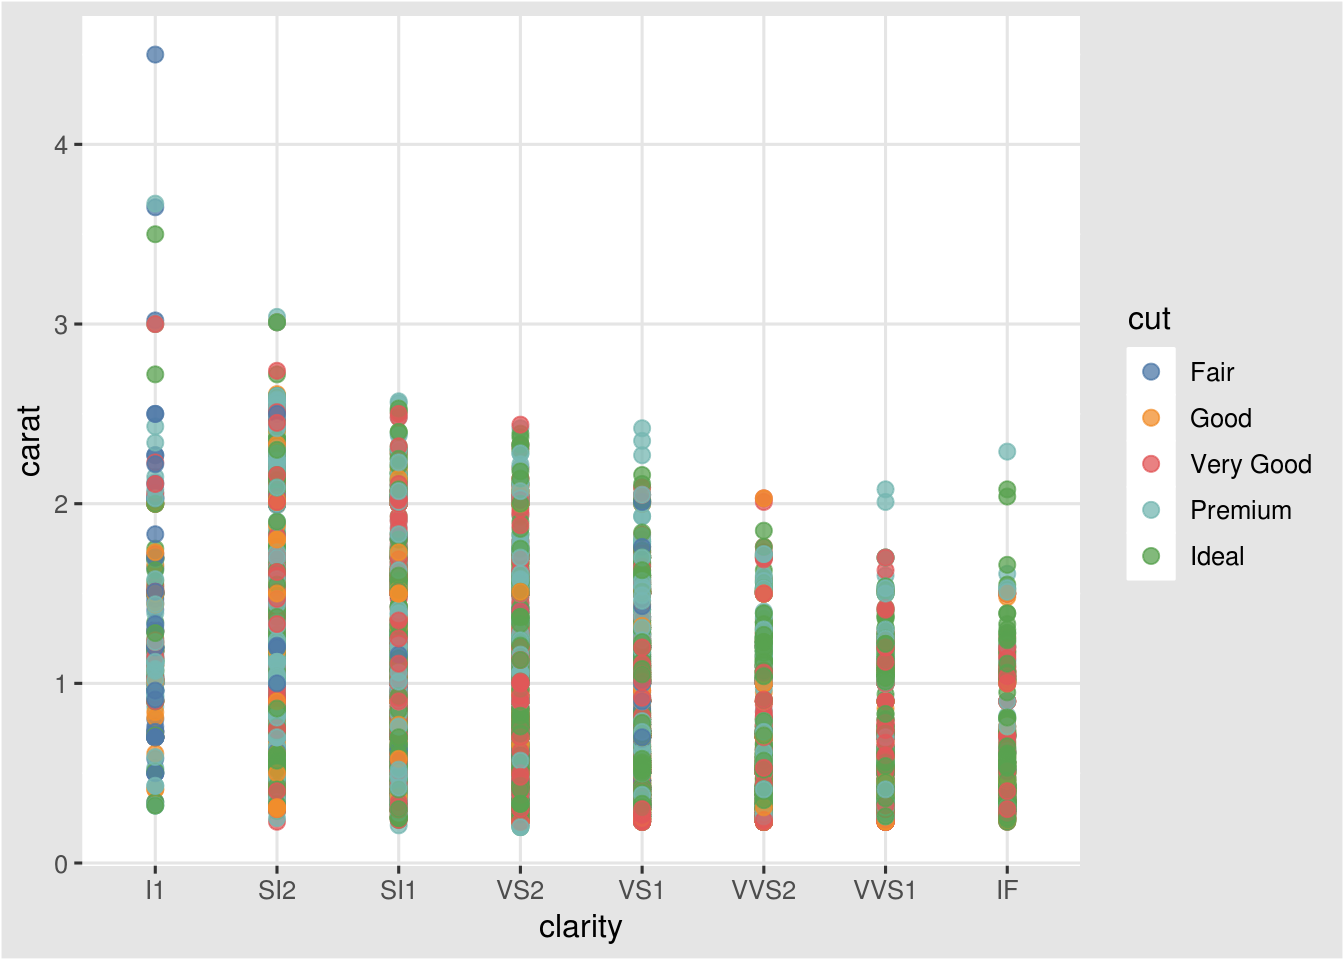 carat
4
3
2
1
0
I1 SI2 SI1 VS2 VS1 VVS2 VVS1 IF
clarity
cut
Fair
Good
Very Good
Premium
Ideal